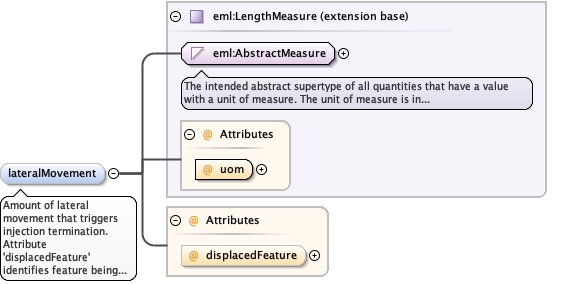 eml:LengthMeasure (extension base)
eml:AbstractMeasure
The intended abstract supertype of all quantities that have a value
with a unit of measure. The unit of measure is in...
@ Attributes
@ uom
lateralMovement
Amount of lateral
movement that triggers
injection termination.
Attribute
'displacedFeature'
identifies feature being...
@ Attributes
@ displacedFeature